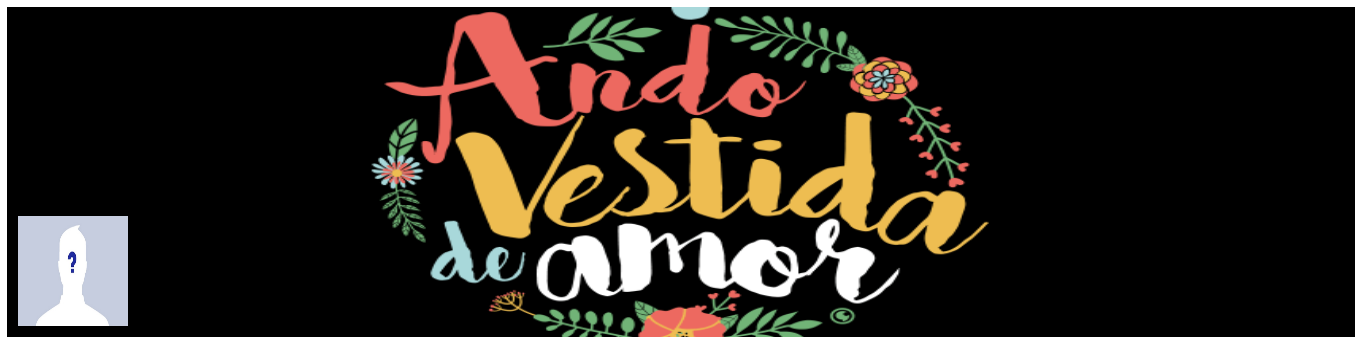 Ando
Vestida
de amor
?